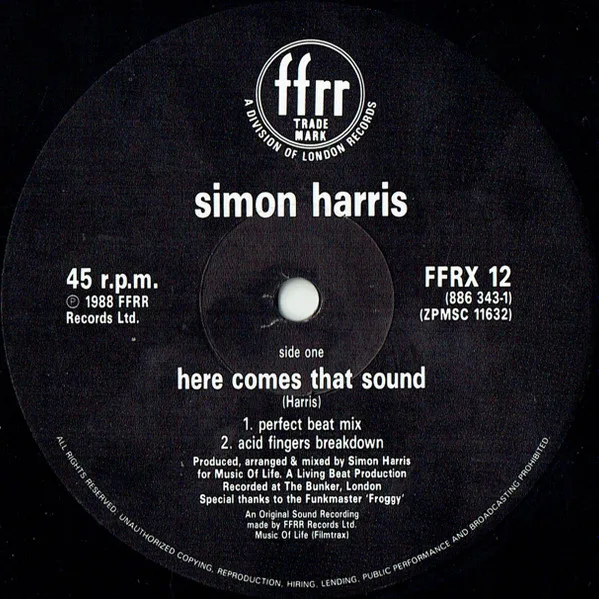 ffrr
TRADE
MARK
A DIVISION OF LONDON RECORDS
simon harris
45 r.p.m.
℗ 1988 FFRR
Records Ltd.
FFRX 12
(886 343-1)
(ZPMSC 11632)
side one
here comes that sound
(Harris)
1. perfect beat mix
2. acid fingers breakdown
Produced, arranged & mixed by Simon Harris
for Music Of Life. A Living Beat Production
Recorded at The Bunker, London
Special thanks to the Funkmaster 'Froggy'
An Original Sound Recording
made by FFRR Records Ltd.
Music Of Life (Filmtrax)
ALL RIGHTS RESERVED. UNAUTHORIZED COPYING, REPRODUCTION, HIRING, LENDING, PUBLIC PERFORMANCE AND BROADCASTING PROHIBITED.